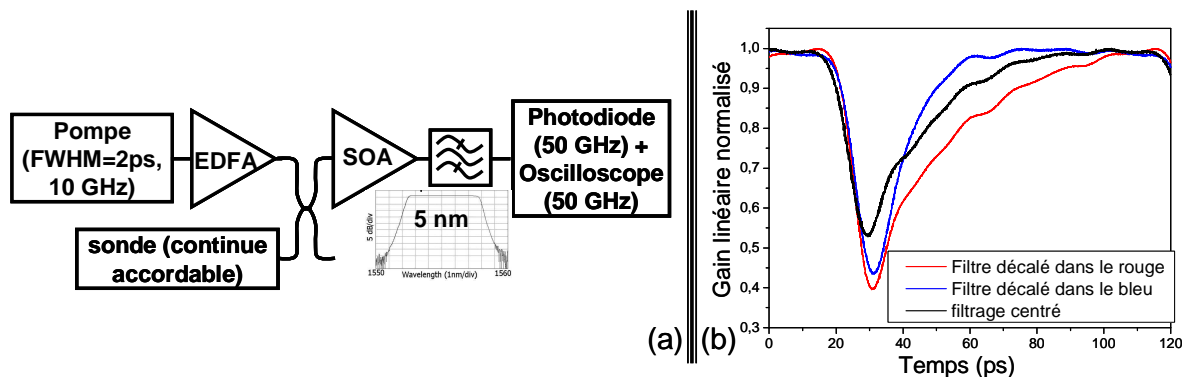 Pompe
(FWHM=2ps,
10 GHz)
EDFA
SOA
Photodiode
(50 GHz) +
Oscilloscope
(50 GHz)
sonde (continue
accordable)
5 nm
5 dB/div
1550
Wavelength (1nm/div)
1560
(a)
(b)
Gain linéaire normalisé
1,0
0,9
0,8
0,7
0,6
0,5
0,4
0,3
0
20
40
60
80
100
120
Temps (ps)
Filtre décalé dans le rouge
Filtre décalé dans le bleu
filtrage centré